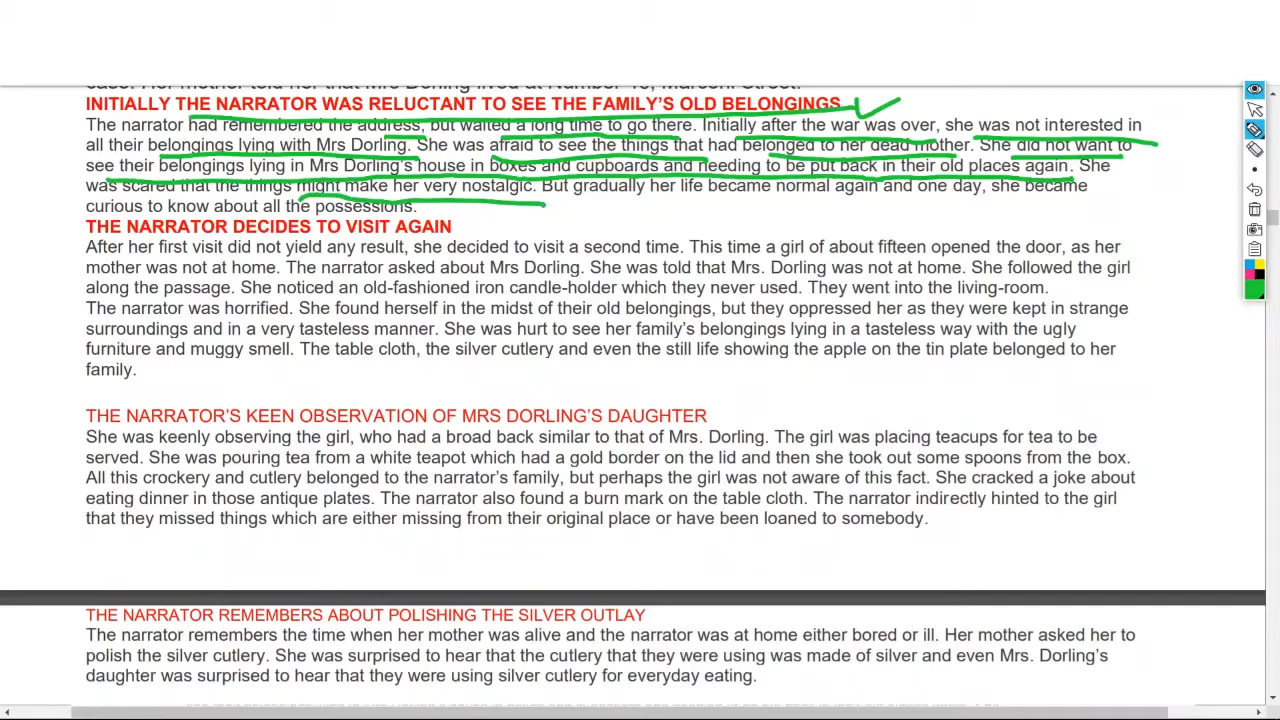 case. Her mother told her that Mrs Dorling lived at Number 46, Marconi Street.
INITIALLY THE NARRATOR WAS RELUCTANT TO SEE THE FAMILY'S OLD BELONGINGS
The narrator had remembered the address, but waited a long time to go there. Initially after the war was over, she was not interested in
all their belongings lying with Mrs Dorling. She was afraid to see the things that had belonged to her dead mother. She did not want to
see their belongings lying in Mrs Dorling's house in boxes and cupboards and needing to be put back in their old places again. She
was scared that the things might make her very nostalgic. But gradually her life became normal again and one day, she became
curious to know about all the possessions.
THE NARRATOR DECIDES TO VISIT AGAIN
After her first visit did not yield any result, she decided to visit a second time. This time a girl of about fifteen opened the door, as her
mother was not at home. The narrator asked about Mrs Dorling. She was told that Mrs. Dorling was not at home. She followed the girl
along the passage. She noticed an old-fashioned iron candle-holder which they never used. They went into the living-room.
The narrator was horrified. She found herself in the midst of their old belongings, but they oppressed her as they were kept in strange
surroundings and in a very tasteless manner. She was hurt to see her family's belongings lying in a tasteless way with the ugly
furniture and muggy smell. The table cloth, the silver cutlery and even the still life showing the apple on the tin plate belonged to her
family.
THE NARRATOR'S KEEN OBSERVATION OF MRS DORLING'S DAUGHTER
She was keenly observing the girl, who had a broad back similar to that of Mrs. Dorling. The girl was placing teacups for tea to be
served. She was pouring tea from a white teapot which had a gold border on the lid and then she took out some spoons from the box.
All this crockery and cutlery belonged to the narrator's family, but perhaps the girl was not aware of this fact. She cracked a joke about
eating dinner in those antique plates. The narrator also found a burn mark on the table cloth. The narrator indirectly hinted to the girl
that they missed things which are either missing from their original place or have been loaned to somebody.
THE NARRATOR REMEMBERS ABOUT POLISHING THE SILVER OUTLAY
The narrator remembers the time when her mother was alive and the narrator was at home either bored or ill. Her mother asked her to
polish the silver cutlery. She was surprised to hear that the cutlery that they were using was made of silver and even Mrs. Dorling's
daughter was surprised to hear that they were using silver cutlery for everyday eating.